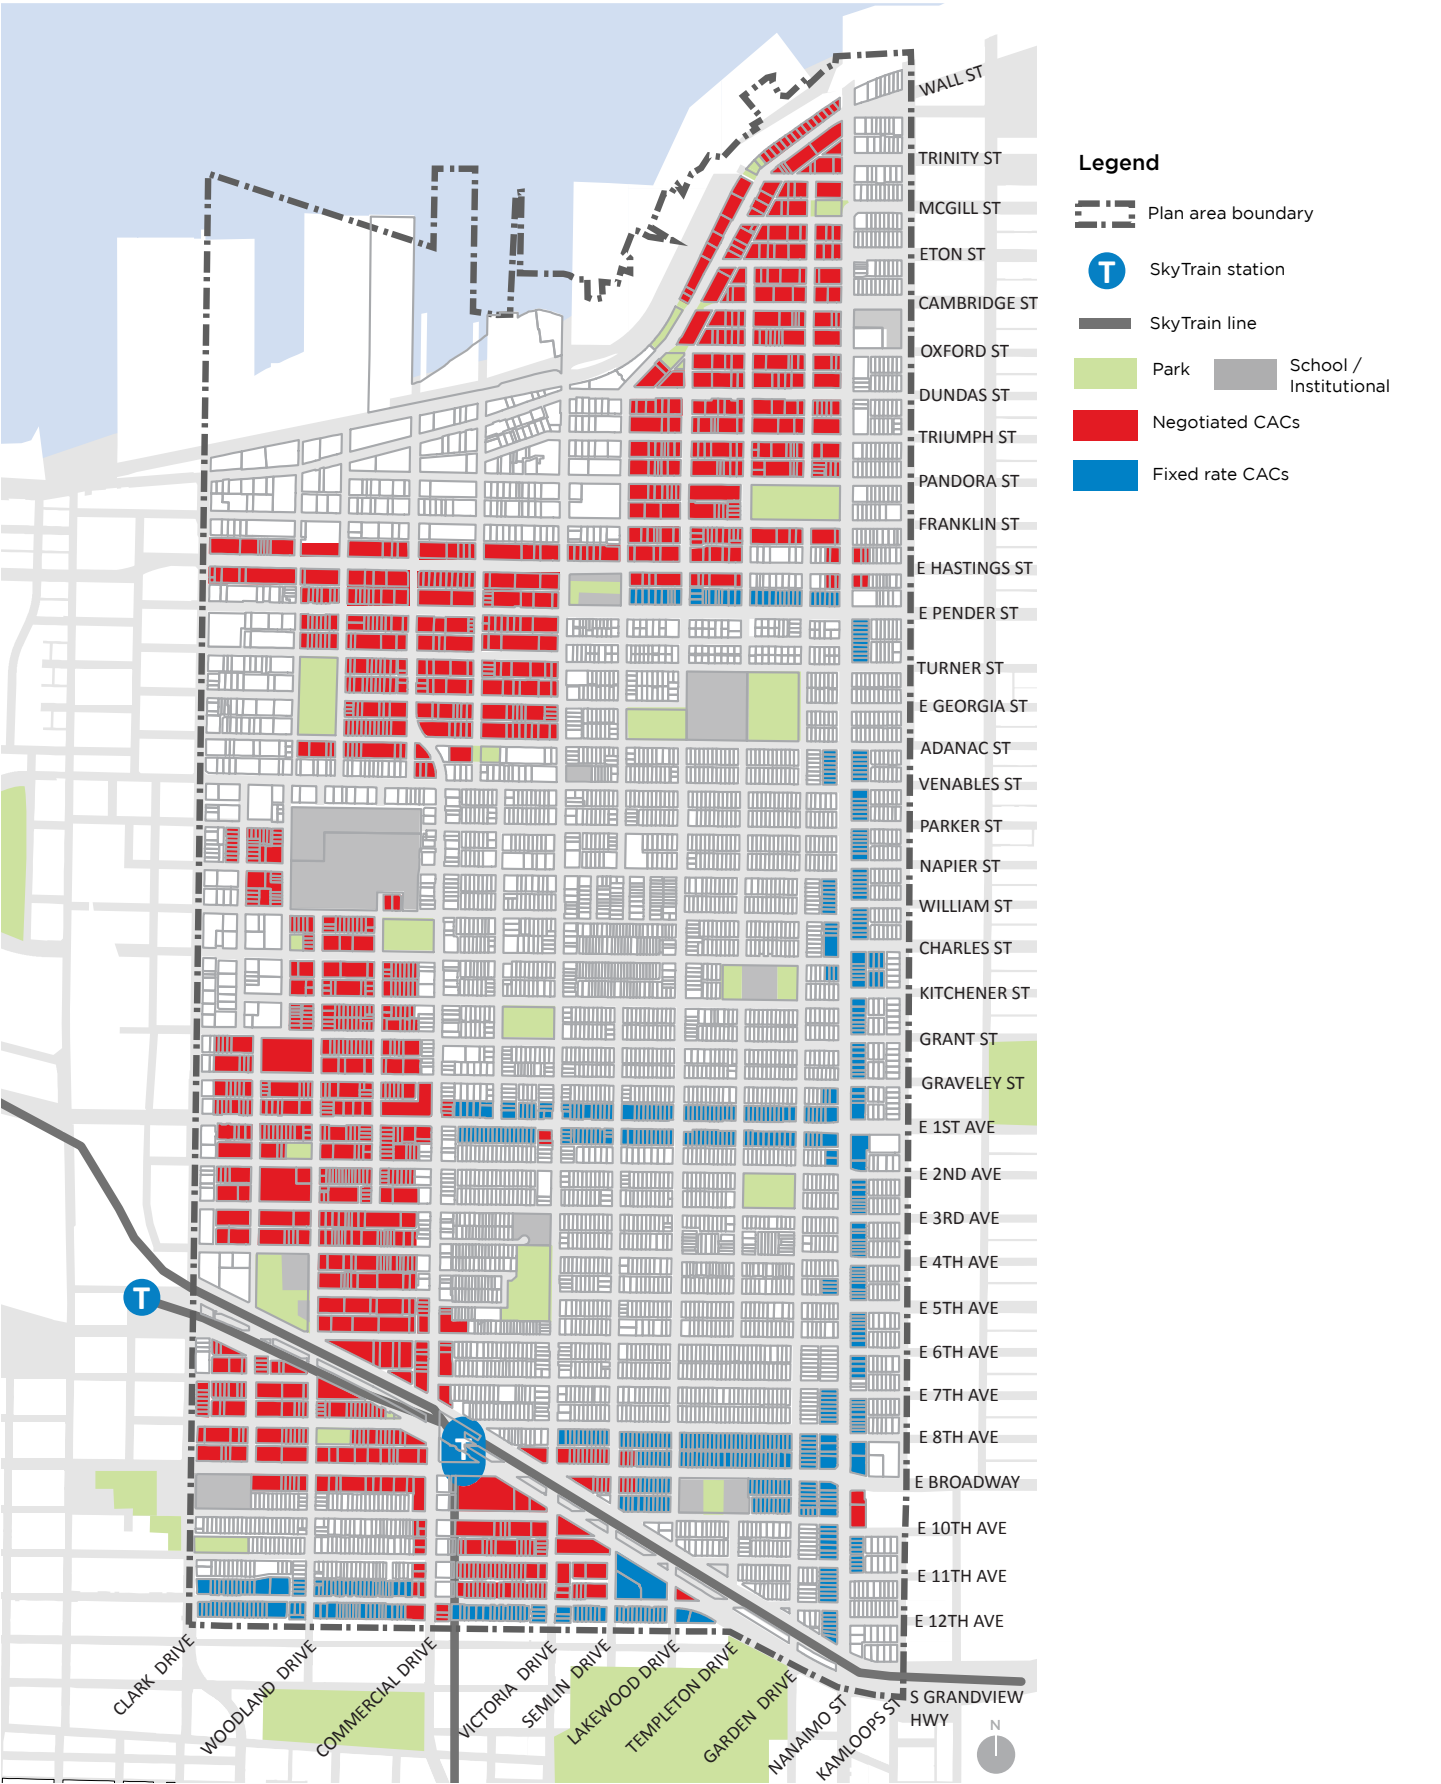 WALL ST
TRINITY ST
MCGILL ST
ETON ST
CAMBRIDGE ST
OXFORD ST
DUNDAS ST
TRIUMPH ST
PANDORA ST
FRANKLIN ST
E HASTINGS ST
E PENDER ST
TURNER ST
E GEORGIA ST
ADANAC ST
VENABLES ST
PARKER ST
NAPIER ST
WILLIAM ST
CHARLES ST
KITCHENER ST
GRANT ST
GRAVELEY ST
E 1ST AVE
E 2ND AVE
E 3RD AVE
E 4TH AVE
E 5TH AVE
E 6TH AVE
E 7TH AVE
E 8TH AVE
E BROADWAY
E 10TH AVE
E 11TH AVE
E 12TH AVE
S GRANDVIEW
HWY
CLARK DRIVE
WOODLAND DRIVE
COMMERCIAL DRIVE
VICTORIA DRIVE
SEMLIN DRIVE
LAKEWOOD DRIVE
TEMPLETON DRIVE
GARDEN DRIVE
NANAIMO ST
KAMLOOPS ST
T
T
N
Legend
Plan area boundary
T
SkyTrain station
SkyTrain line
Park
School /
Institutional
Negotiated CACs
Fixed rate CACs